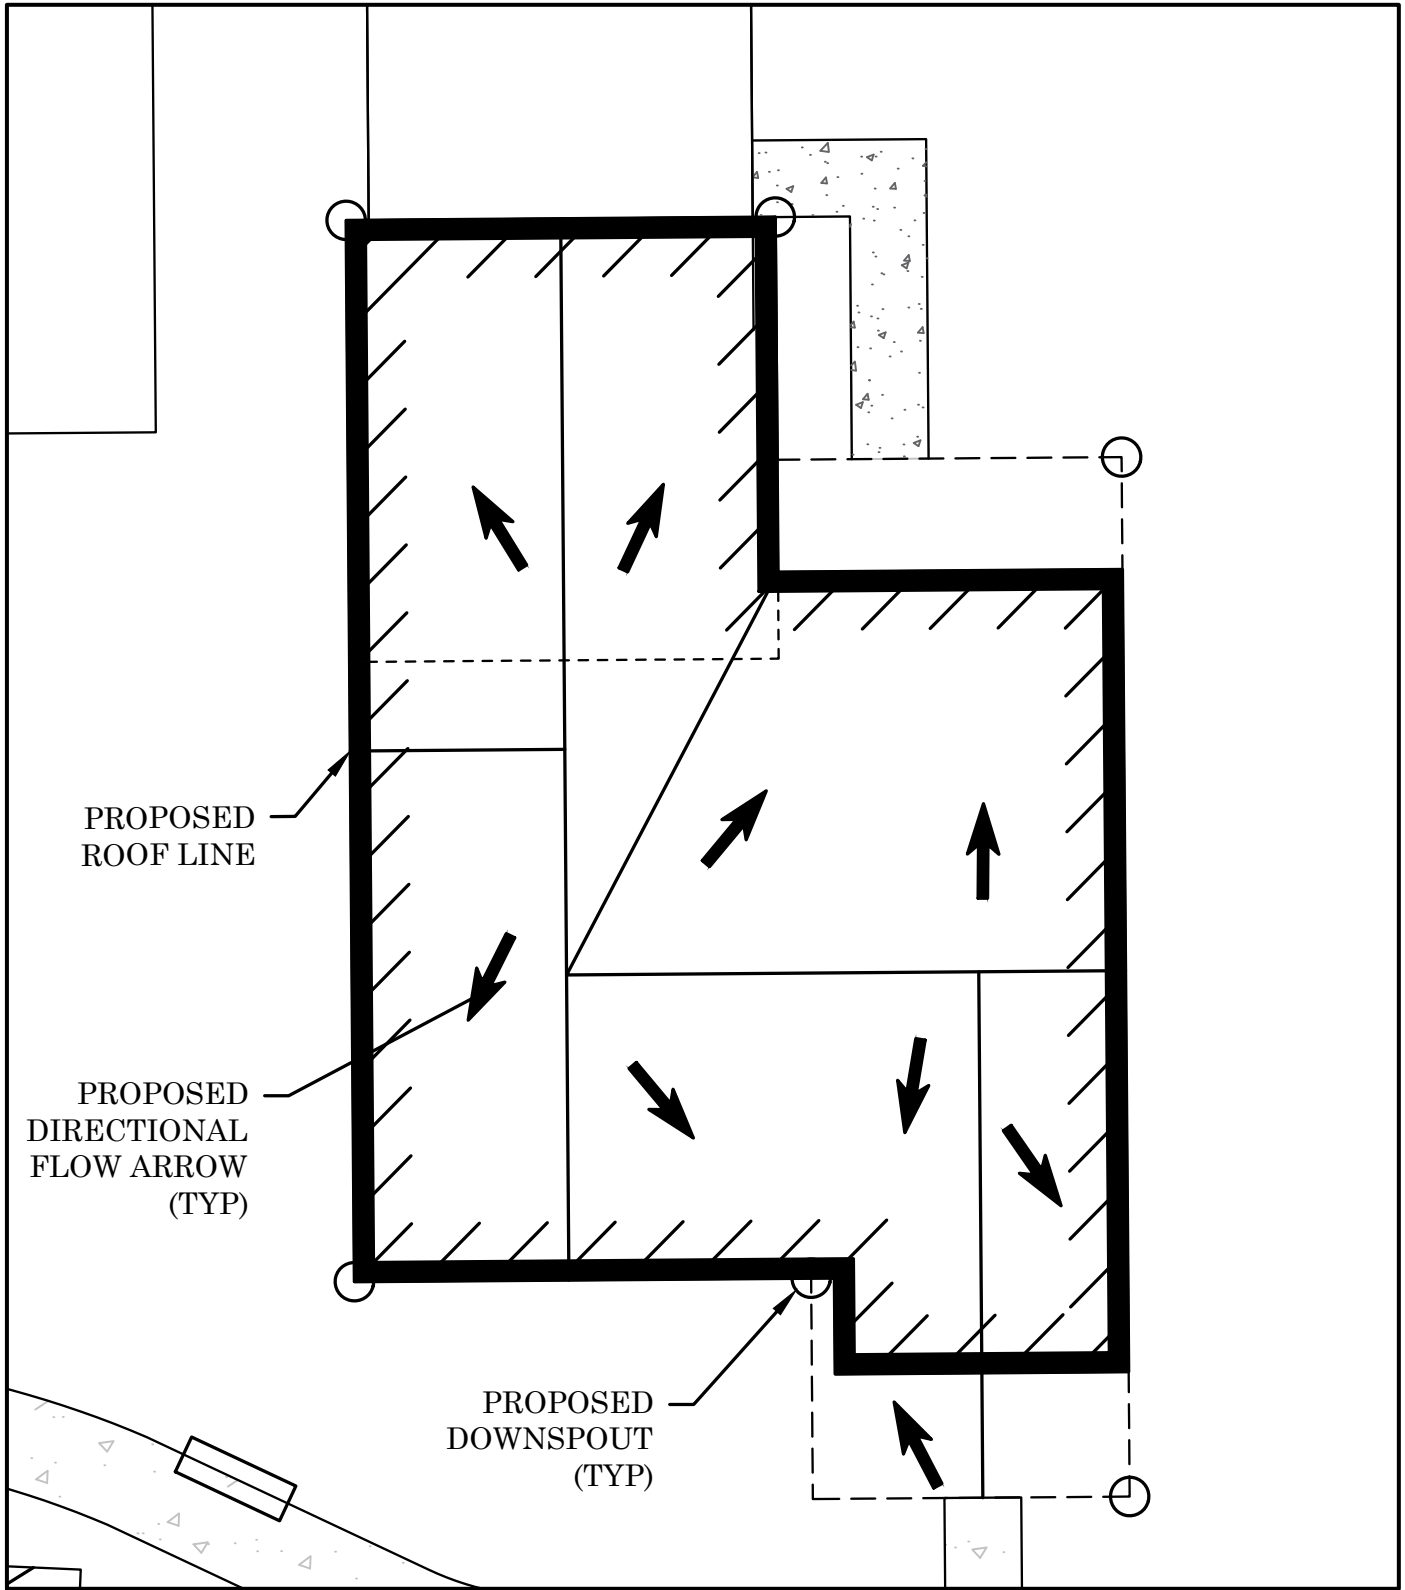 PROPOSED
ROOF LINE
PROPOSED
DIRECTIONAL
FLOW ARROW
(TYP)
PROPOSED
DOWNSPOUT
(TYP)